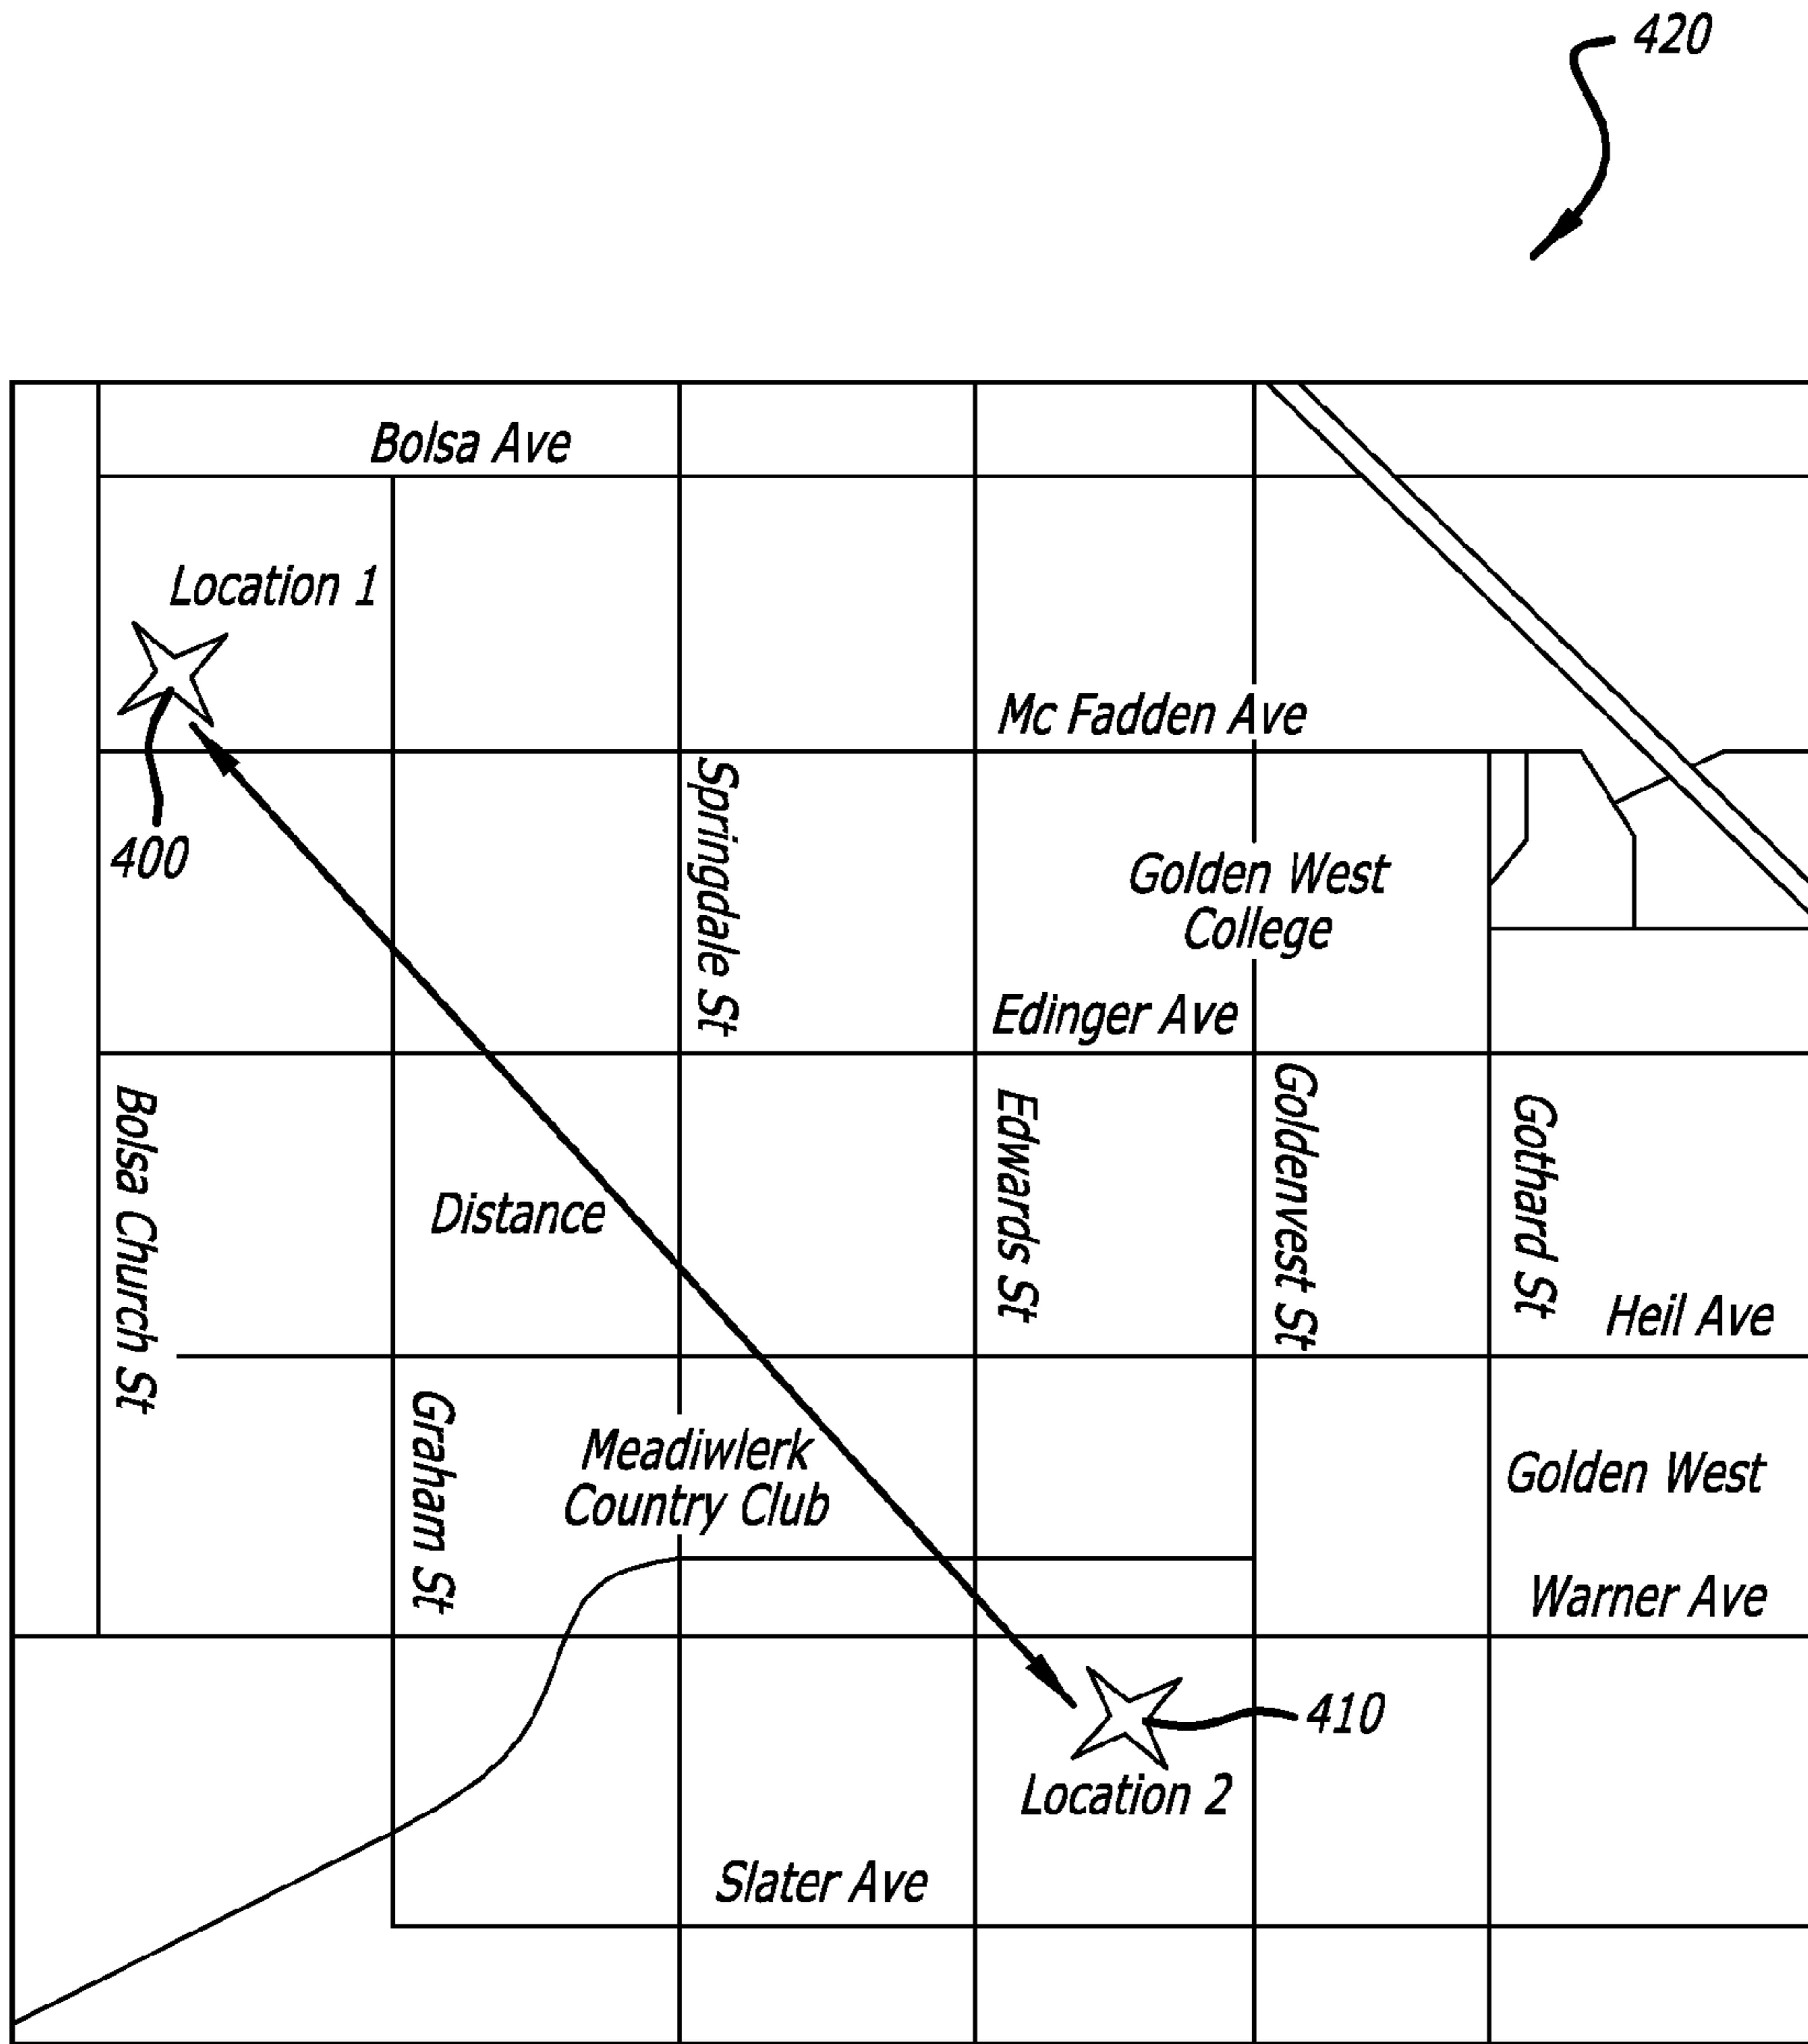 420
Bolsa Ave
Location 1
Mc Fadden Ave
400
Springdale St
Golden West
College
Edinger Ave
Bolsa Church St
Distance
Edwards St
Goldenvest St
Gothard St
Heil Ave
Graham St
Meadiwlerk
Country Club
Golden West
Warner Ave
410
Location 2
Slater Ave